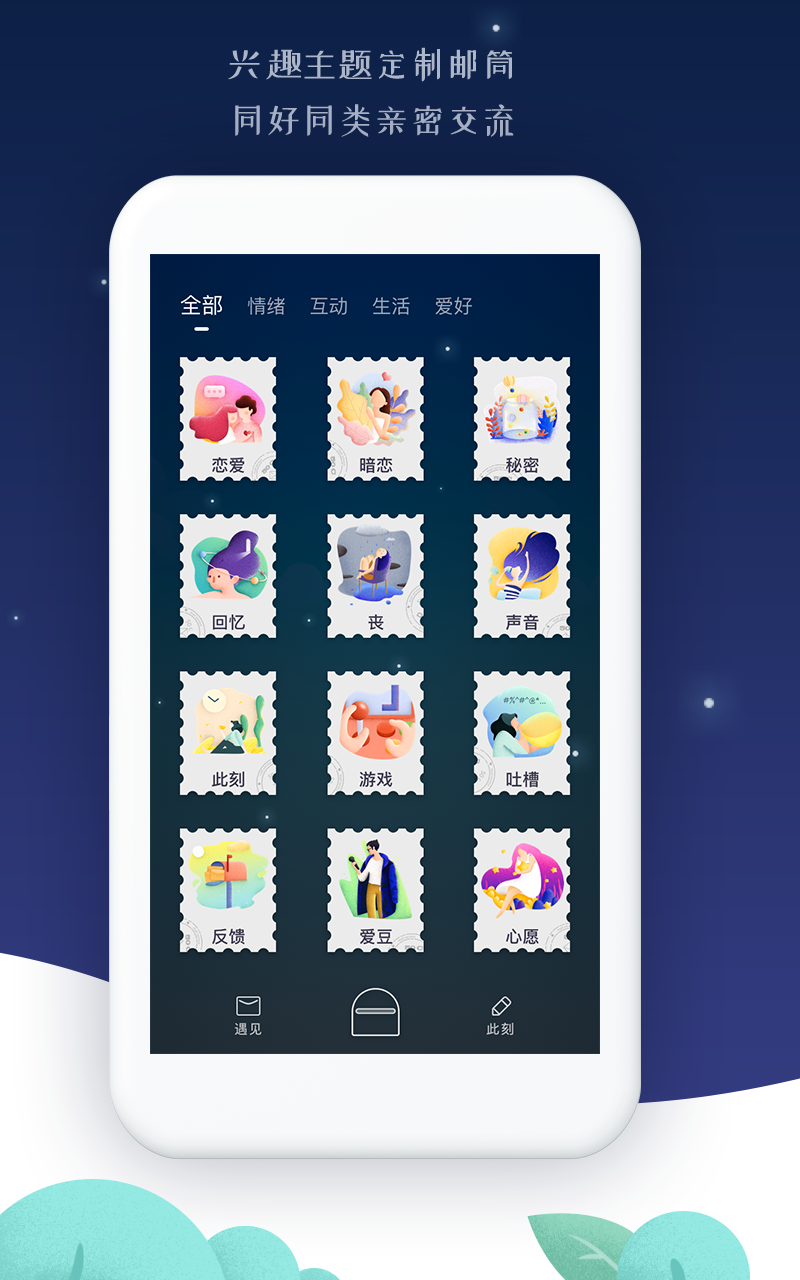 兴趣主题定制邮筒
同好同类亲密交流
全部 情绪 互动 生活 爱好
恋爱 暗恋 秘密
回忆 丧 声音
#%^#^@*...
此刻 游戏 吐槽
反馈 爱豆 心愿
遇见 此刻